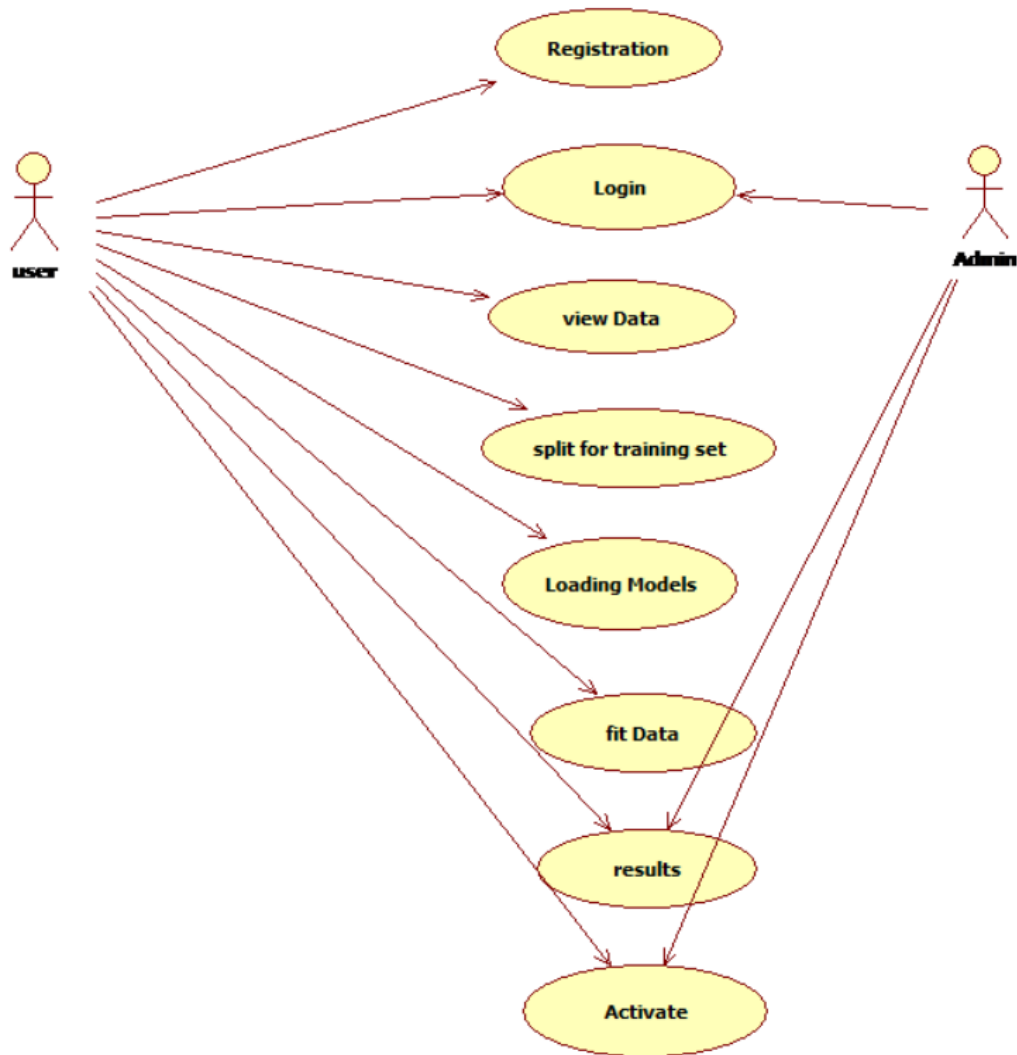 Registration
Login
user
Admin
view Data
split for training set
Loading Models
fit Data
results
Activate